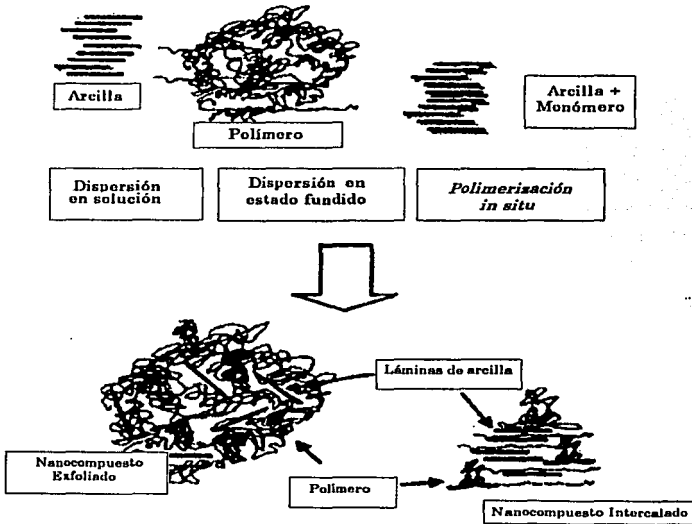 Arcilla
Polímero
Arcilla +
Monómero
Dispersión
en solución
Dispersión en
estado fundido
Polimerización
in situ
Láminas de arcilla
Nanocompuesto
Exfoliado
Polímero
Nanocompuesto Intercalado